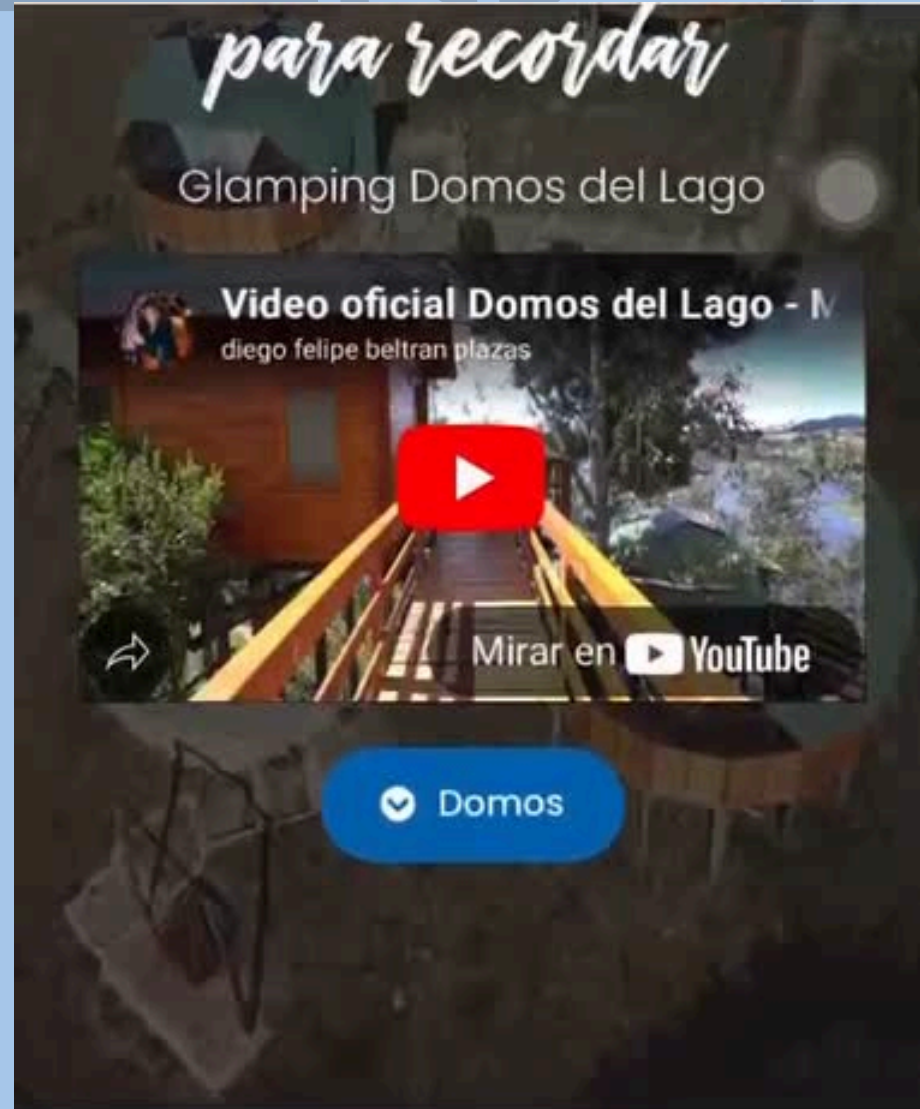 para recordar
Glamping Domos del Lago
Video oficial Domos del Lago - M
diego felipe beltran plazas
Mirar en YouTube
Domos